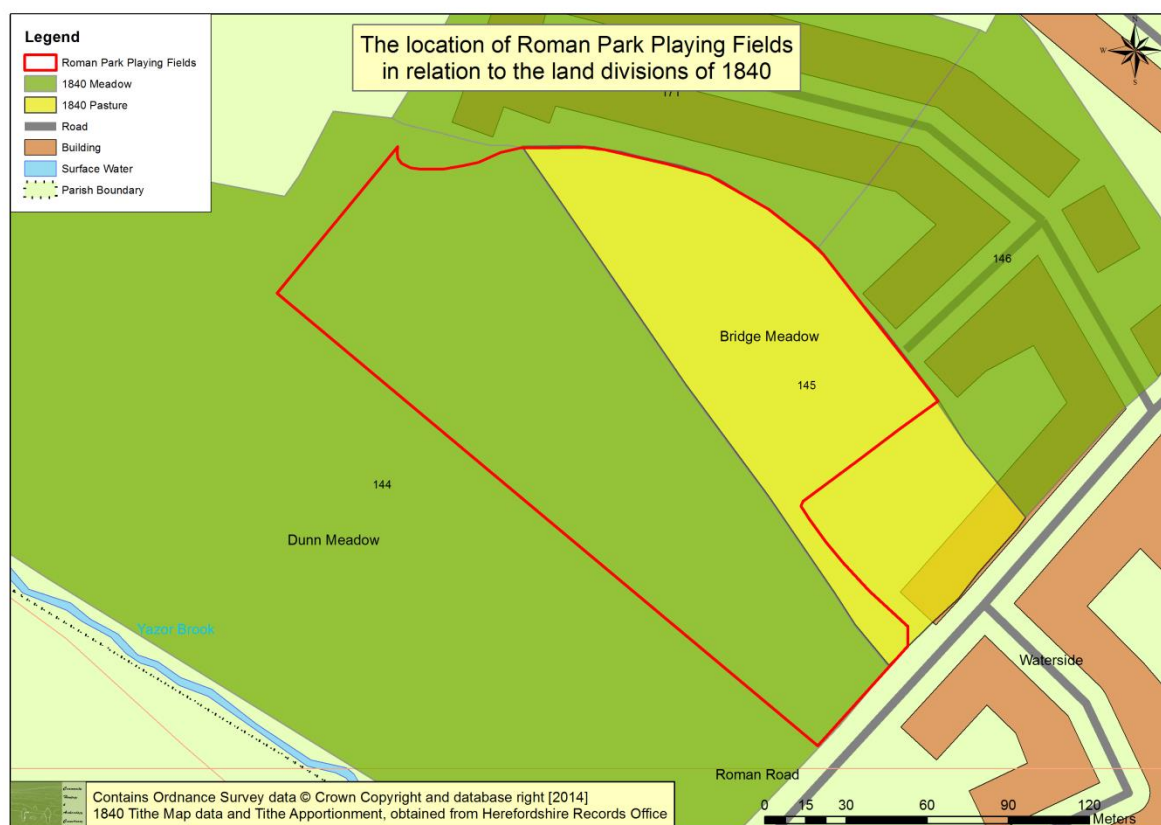 The location of Roman Park Playing Fields
in relation to the land divisions of 1840
Legend
Roman Park Playing Fields
1840 Meadow
1840 Pasture
Road
Building
Surface Water
Parish Boundary
N
W
E
S
171
146
Bridge Meadow
145
144
Dunn Meadow
Yazor Brook
Waterside
Roman Road
Contains Ordnance Survey data © Crown Copyright and database right [2014]
1840 Tithe Map data and Tithe Apportionment, obtained from Herefordshire Records Office
0 15 30 60 90 120
Meters